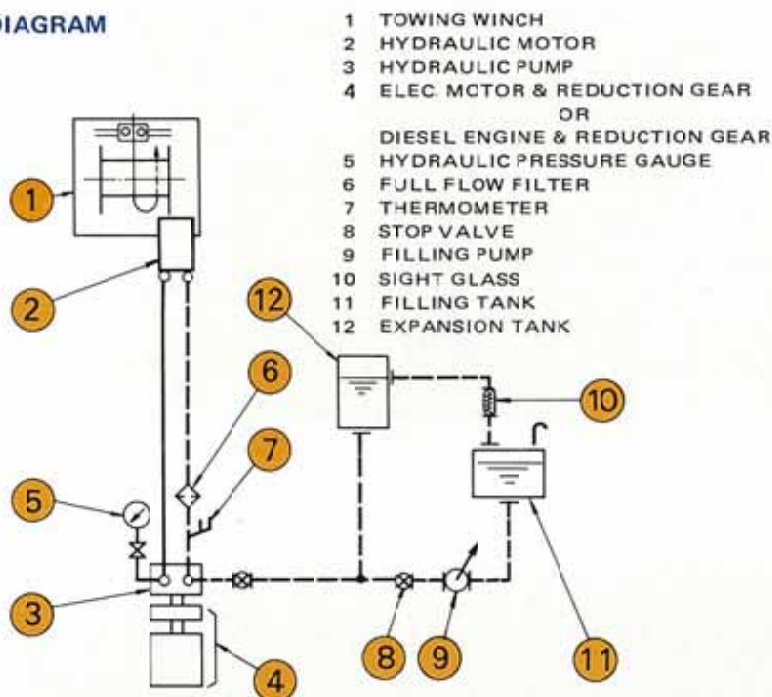 DIAGRAM
1 TOWING WINCH
2 HYDRAULIC MOTOR
3 HYDRAULIC PUMP
4 ELEC. MOTOR & REDUCTION GEAR
OR
DIESEL ENGINE & REDUCTION GEAR
5 HYDRAULIC PRESSURE GAUGE
6 FULL FLOW FILTER
7 THERMOMETER
8 STOP VALVE
9 FILLING PUMP
10 SIGHT GLASS
11 FILLING TANK
12 EXPANSION TANK
1
2
12
6
10
7
5
3
8
9
11
4